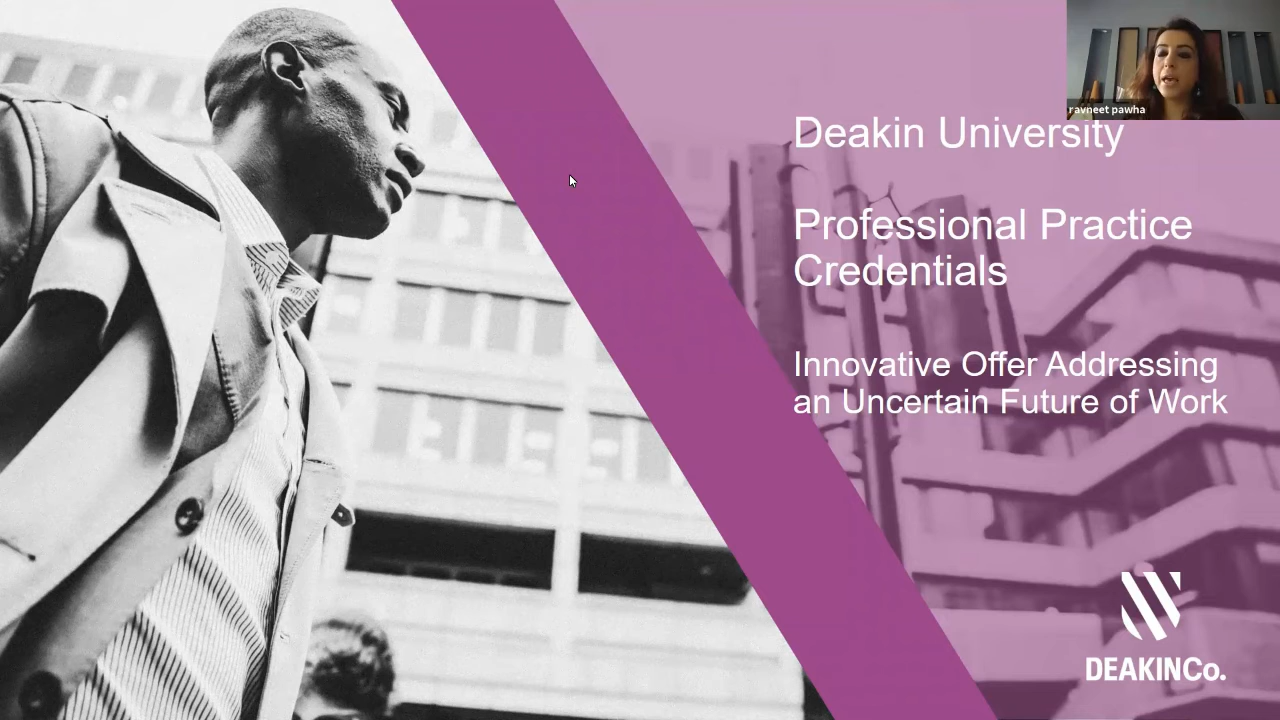 ravneet pawha
Deakin University
Professional Practice
Credentials
Innovative Offer Addressing
an Uncertain Future of Work
DEAKINCo.